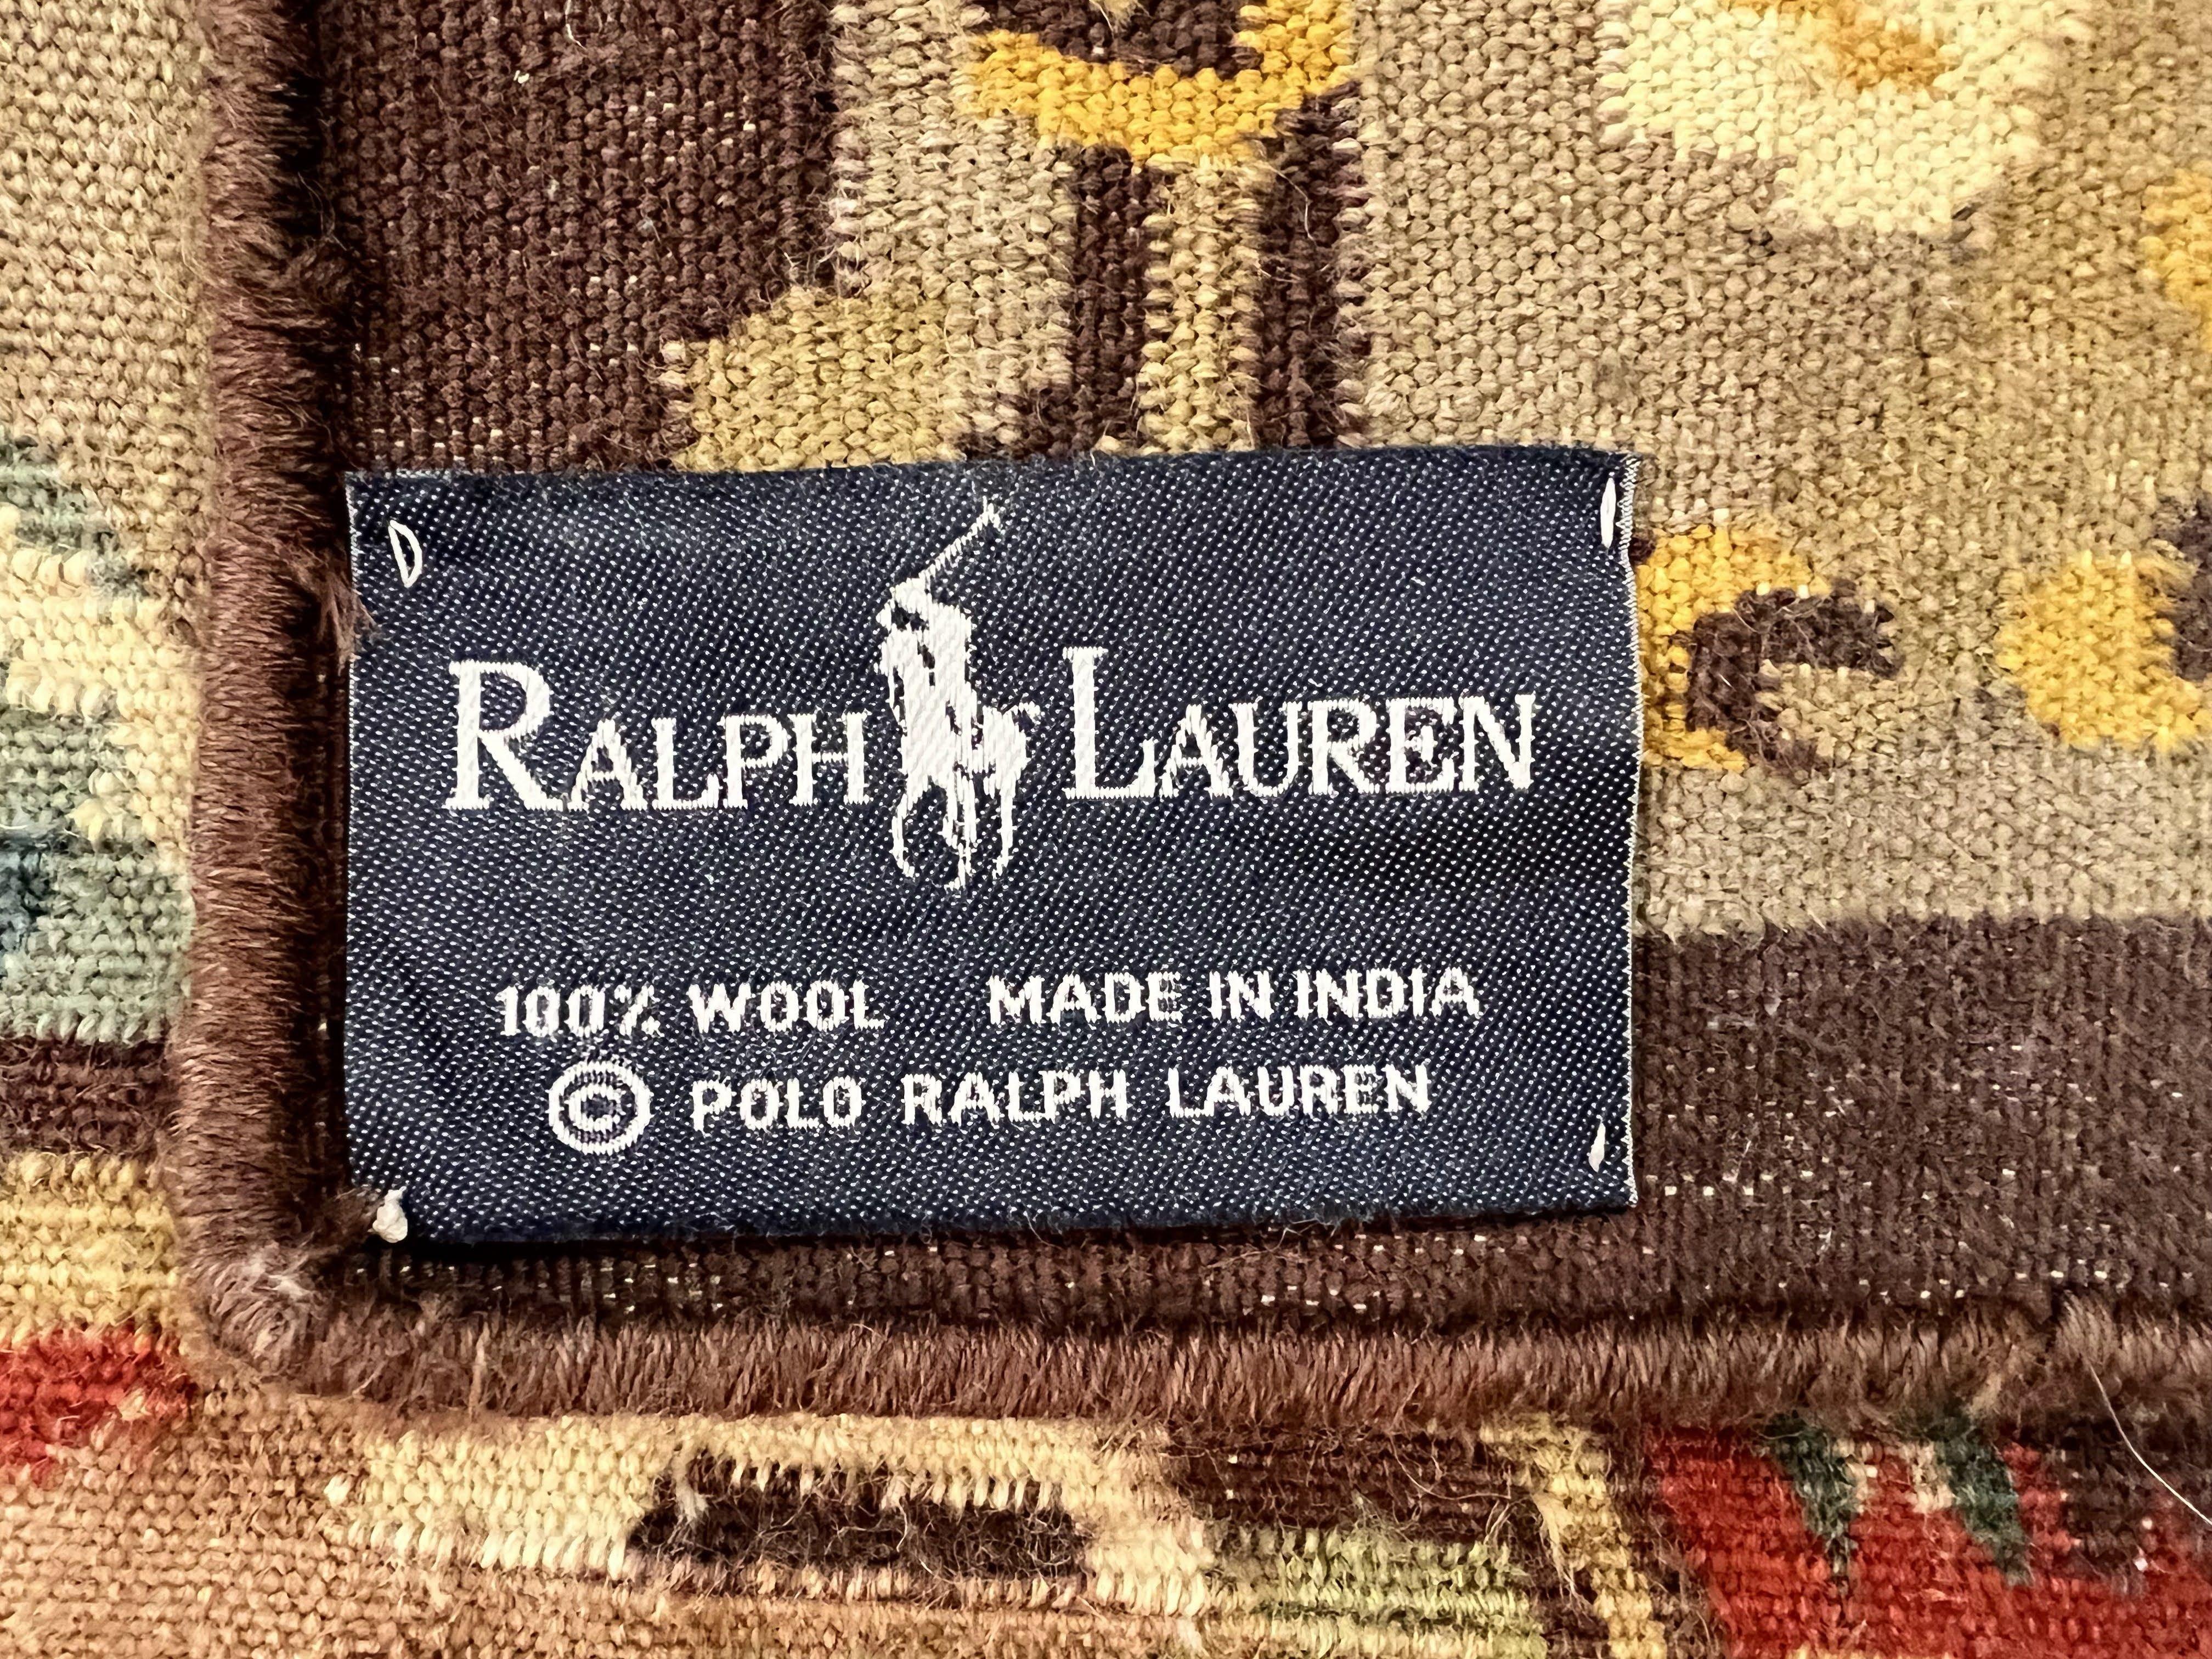 RALPH LAUREN
100% WOOL MADE IN INDIA
© POLO RALPH LAUREN